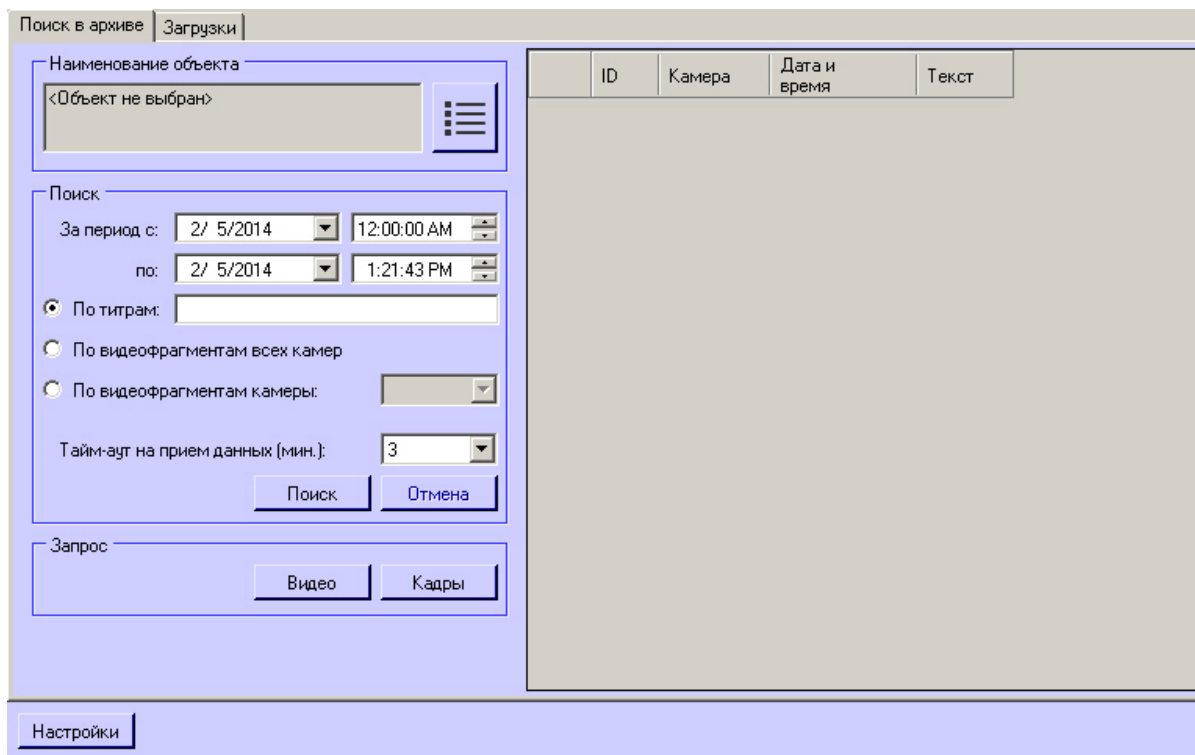 Поиск в архиве Загрузки
Наименование объекта
<Объект не выбран>
Поиск
За период с: 2/ 5/2014 12:00:00 AM
по: 2/ 5/2014 1:21:43 PM
По титрам:
По видеофрагментам всех камер
По видеофрагментам камеры:
Тайм-аут на прием данных (мин.): 3
Поиск Отмена
Запрос
Видео Кадры
ID Камера Дата и время Текст
Настройки